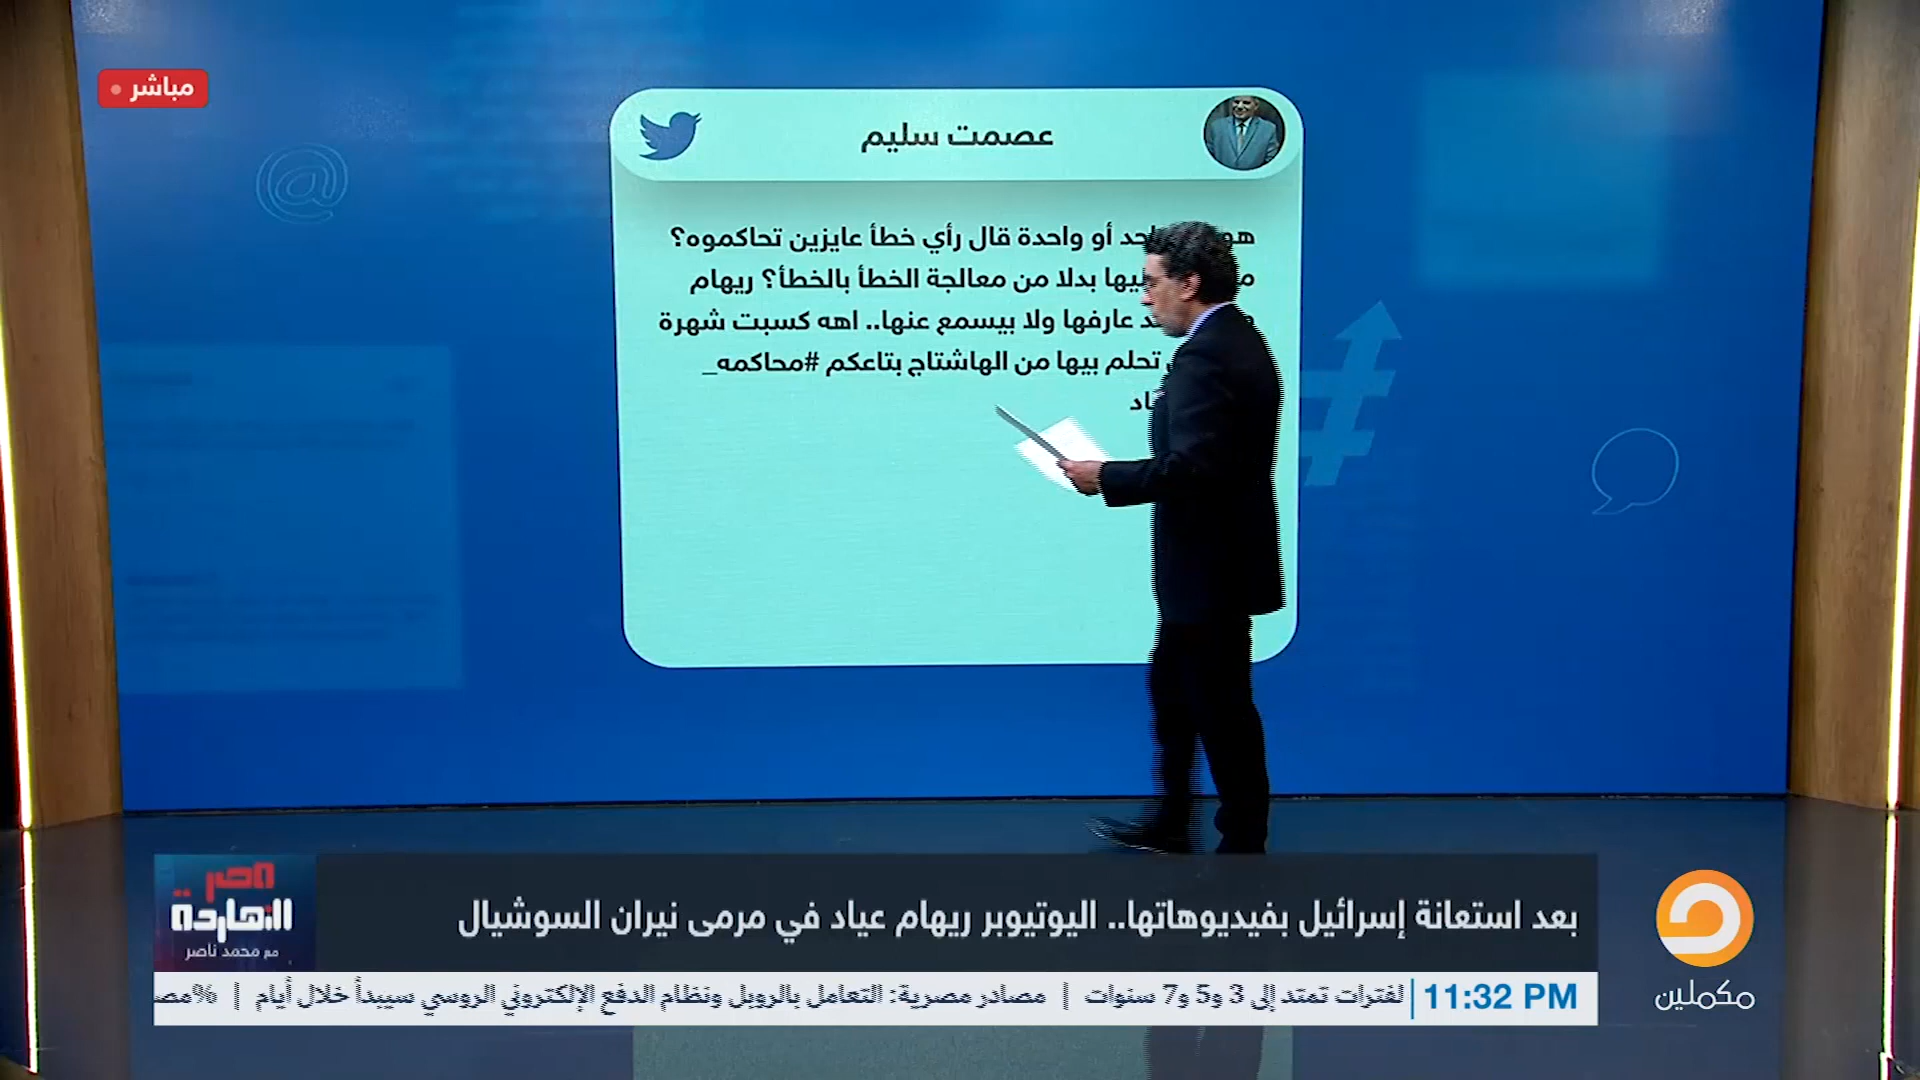 مباشر
عصمت سليم
أو واحدة قال رأي خطأ عايزين تحاكموه؟
بدلا من معالجة الخطأ بالخطأ؟ ريهام
عارفها ولا بيسمع عنها.. اهه كسبت شهرة
تحلم بيها من الهاشتاج بتاعكم #محاكمه_
مصر
النهاردة
مع محمد ناصر
بعد استعانة إسرائيل بفيديوهاتها.. اليوتيوبر ريهام عياد في مرمى نيران السوشيال
11:32 PM
لفترات تمتد إلى 3 و5 و7 سنوات | مصادر مصرية: التعامل بالروبل ونظام الدفع الإلكتروني الروسي سيبدأ خلال أيام |
مكملين